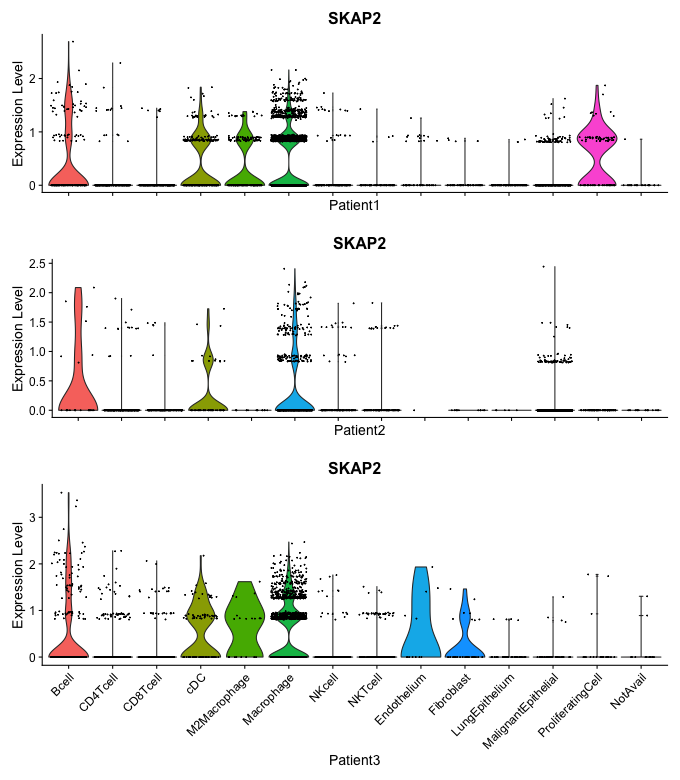 SKAP2
Expression Level
2
1
0
Patient1
SKAP2
Expression Level
2.5
2.0
1.5
1.0
0.5
0.0
Patient2
SKAP2
Expression Level
3
2
1
0
Bcell
CD4Tcell
CD8Tcell
cDC
M2Macrophage
Macrophage
NKcell
NKTcell
Endothelium
Fibroblast
LungEpithelium
MalignantEpithelial
ProliferatingCell
NotAvail
Patient3